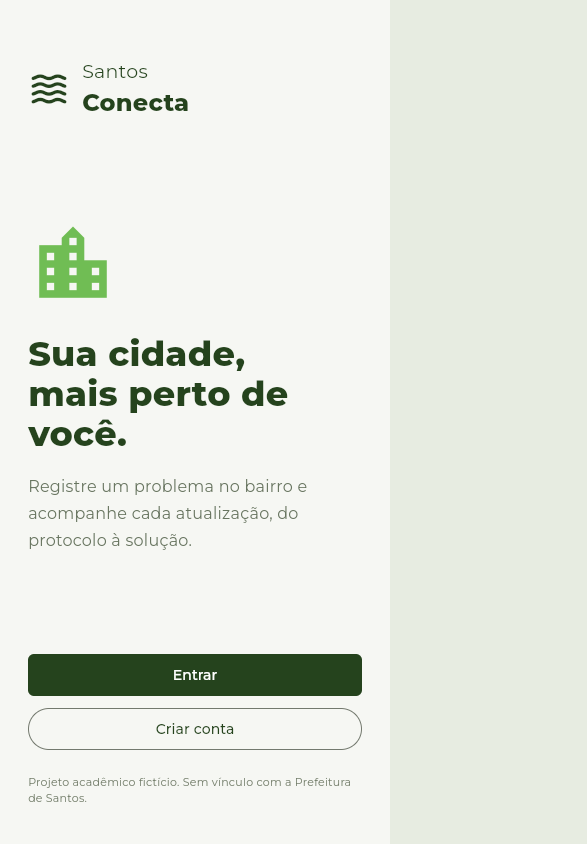 Santos
Conecta
Sua cidade,
mais perto de
você.
Registre um problema no bairro e
acompanhe cada atualização, do
protocolo à solução.
Entrar
Criar conta
Projeto acadêmico fictício. Sem vínculo com a Prefeitura
de Santos.